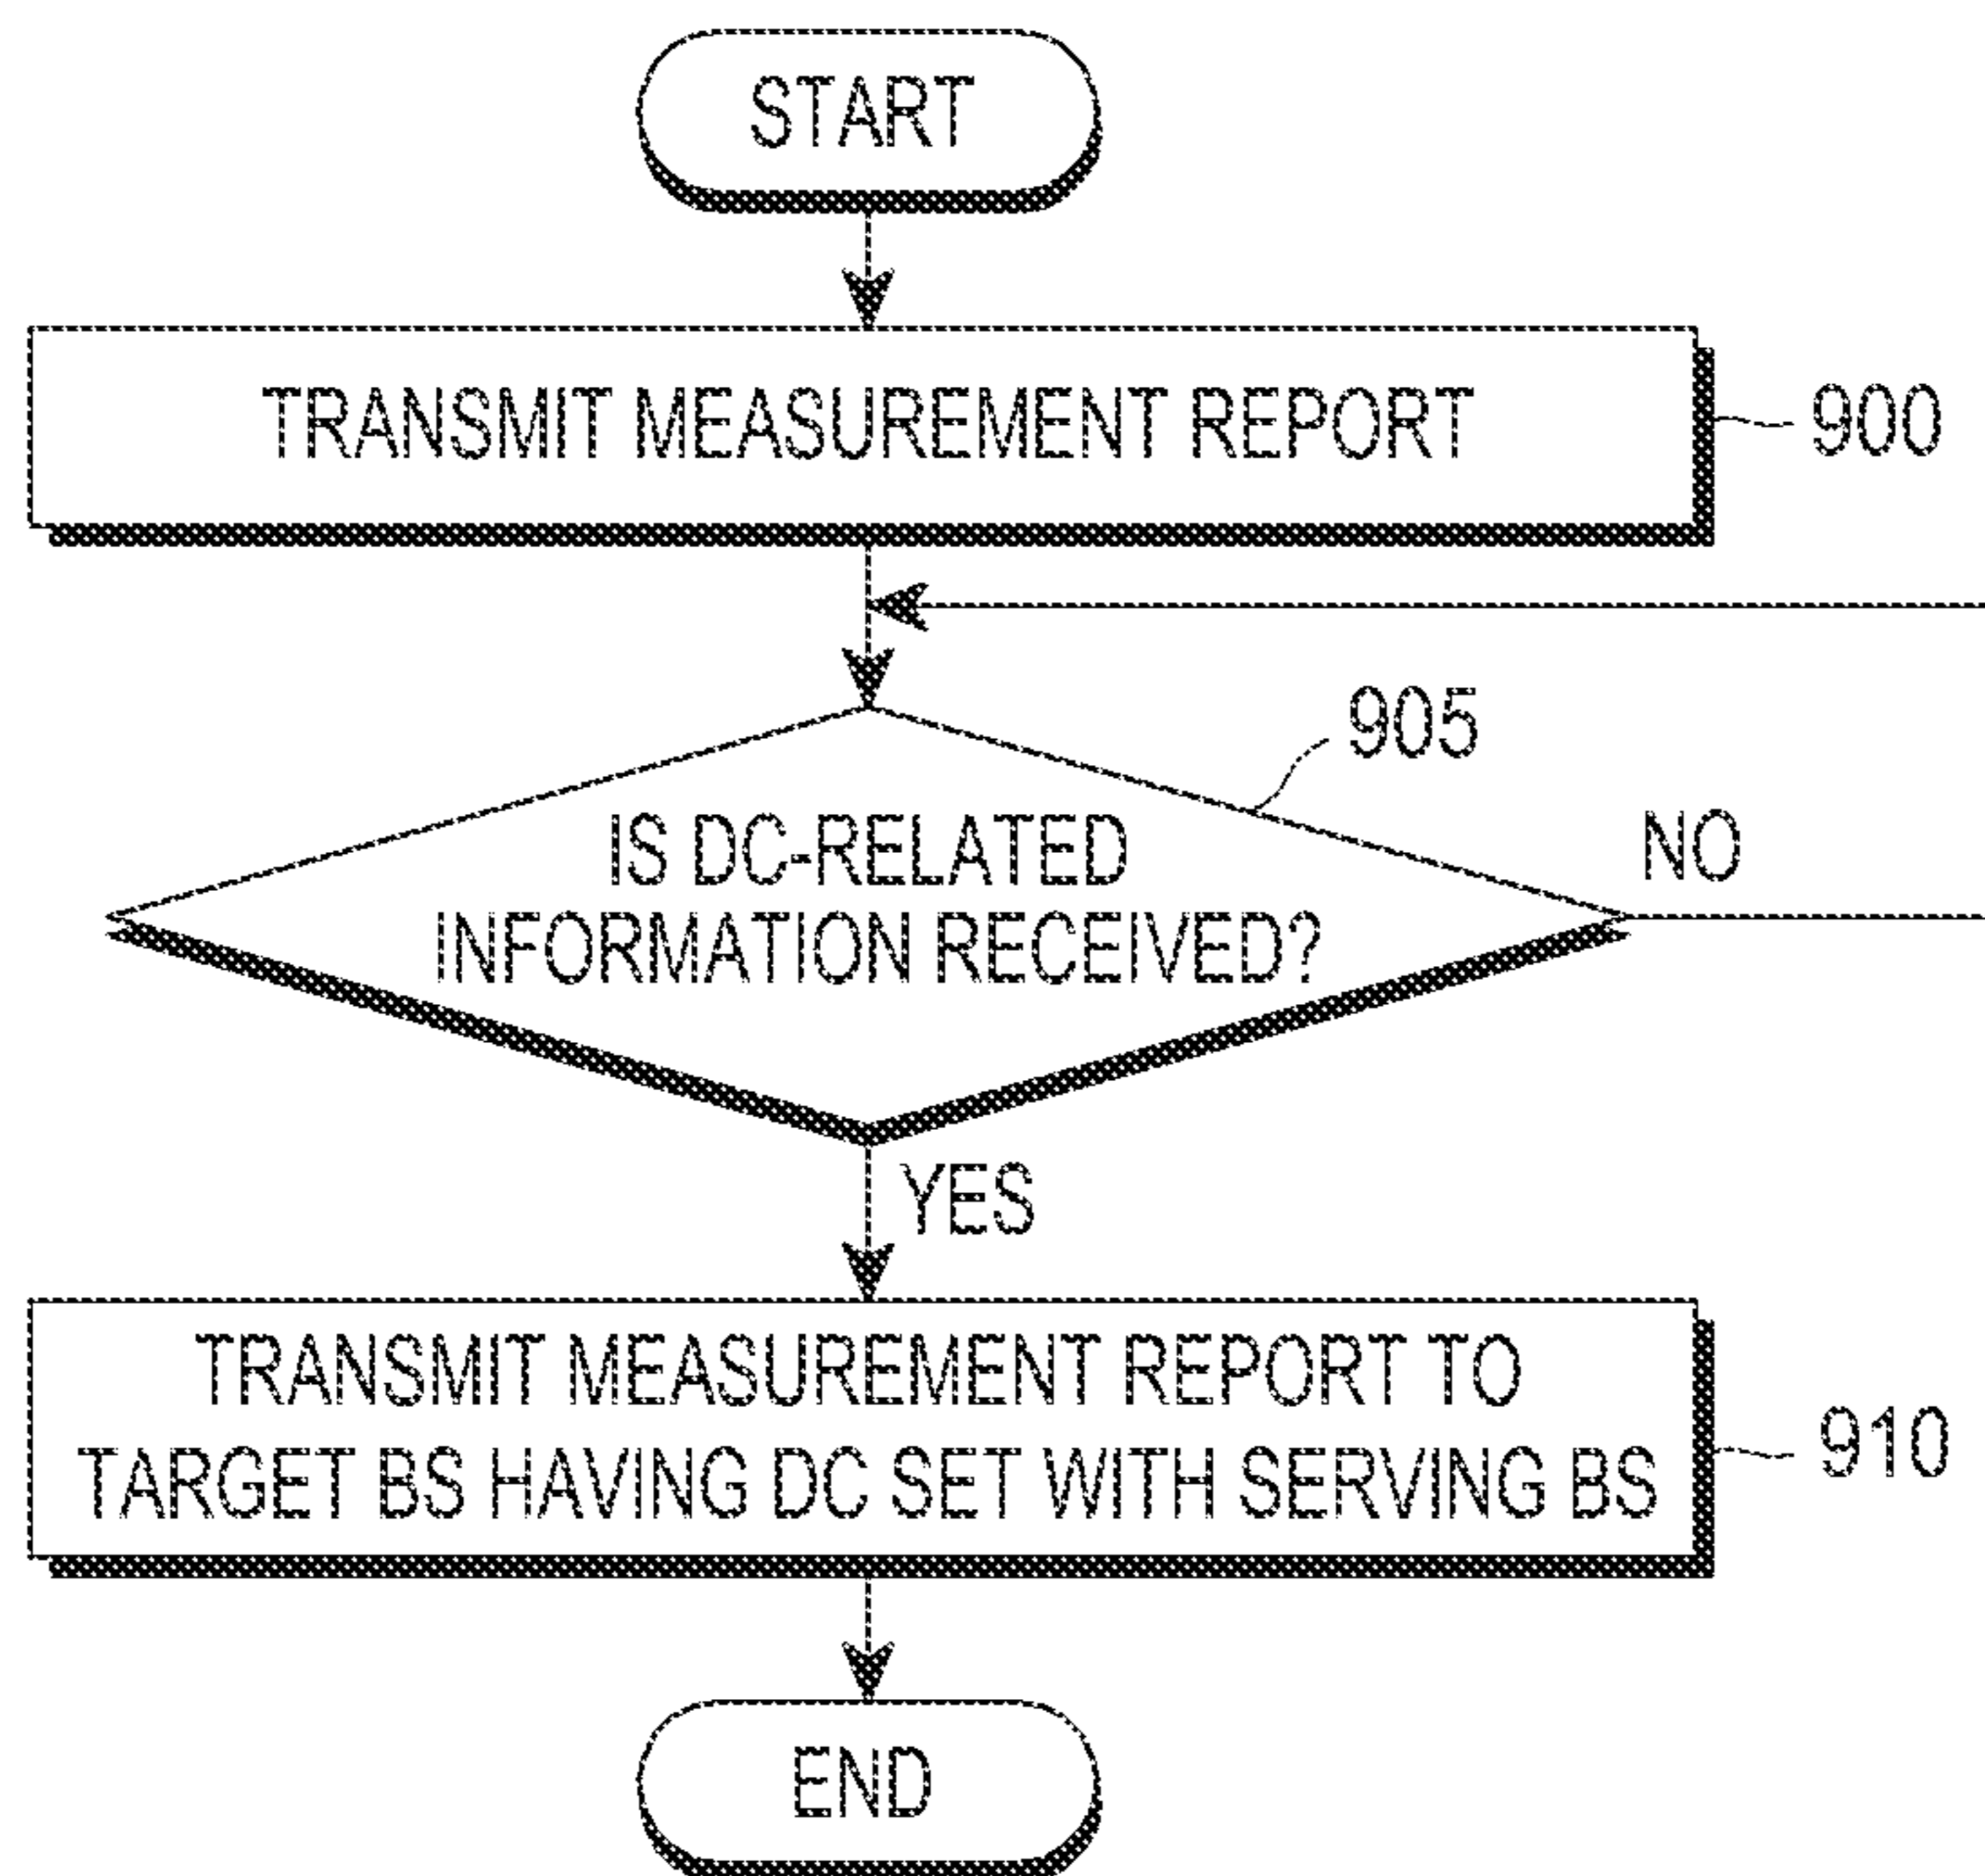 START
TRANSMIT MEASUREMENT REPORT
900
905
IS DC-RELATED
INFORMATION RECEIVED?
NO
YES
TRANSMIT MEASUREMENT REPORT TO
TARGET BS HAVING DC SET WITH SERVING BS
910
END